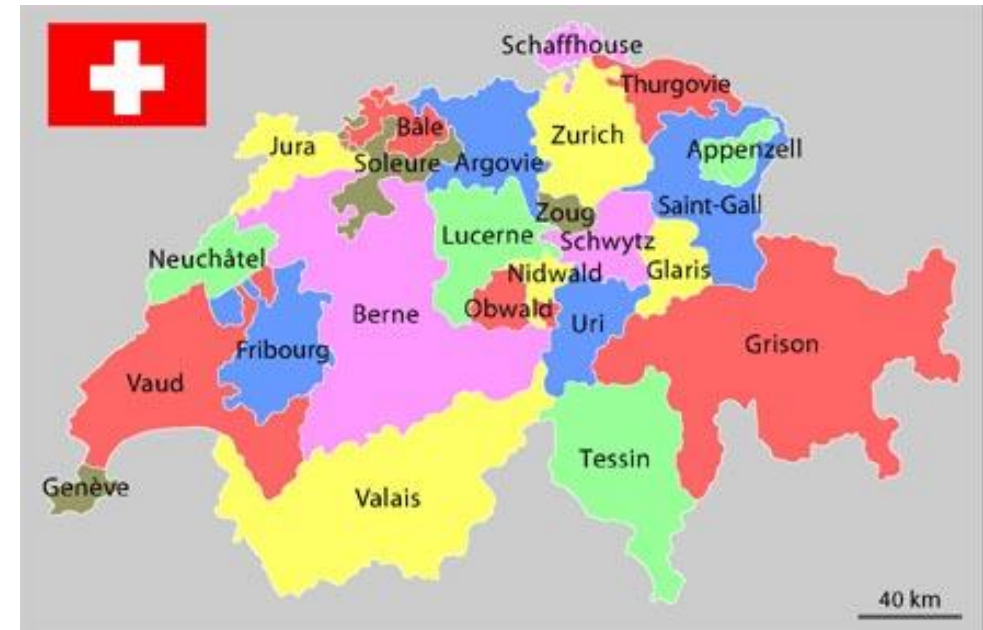 Schaffhouse
Thurgovie
Bâle
Zurich
Jura
Soleure
Argovie
Appenzell
Zoug
Saint-Gall
Lucerne
Schwytz
Neuchâtel
Nidwald
Glaris
Obwald
Berne
Uri
Fribourg
Grison
Vaud
Tessin
Genève
Valais
40 km